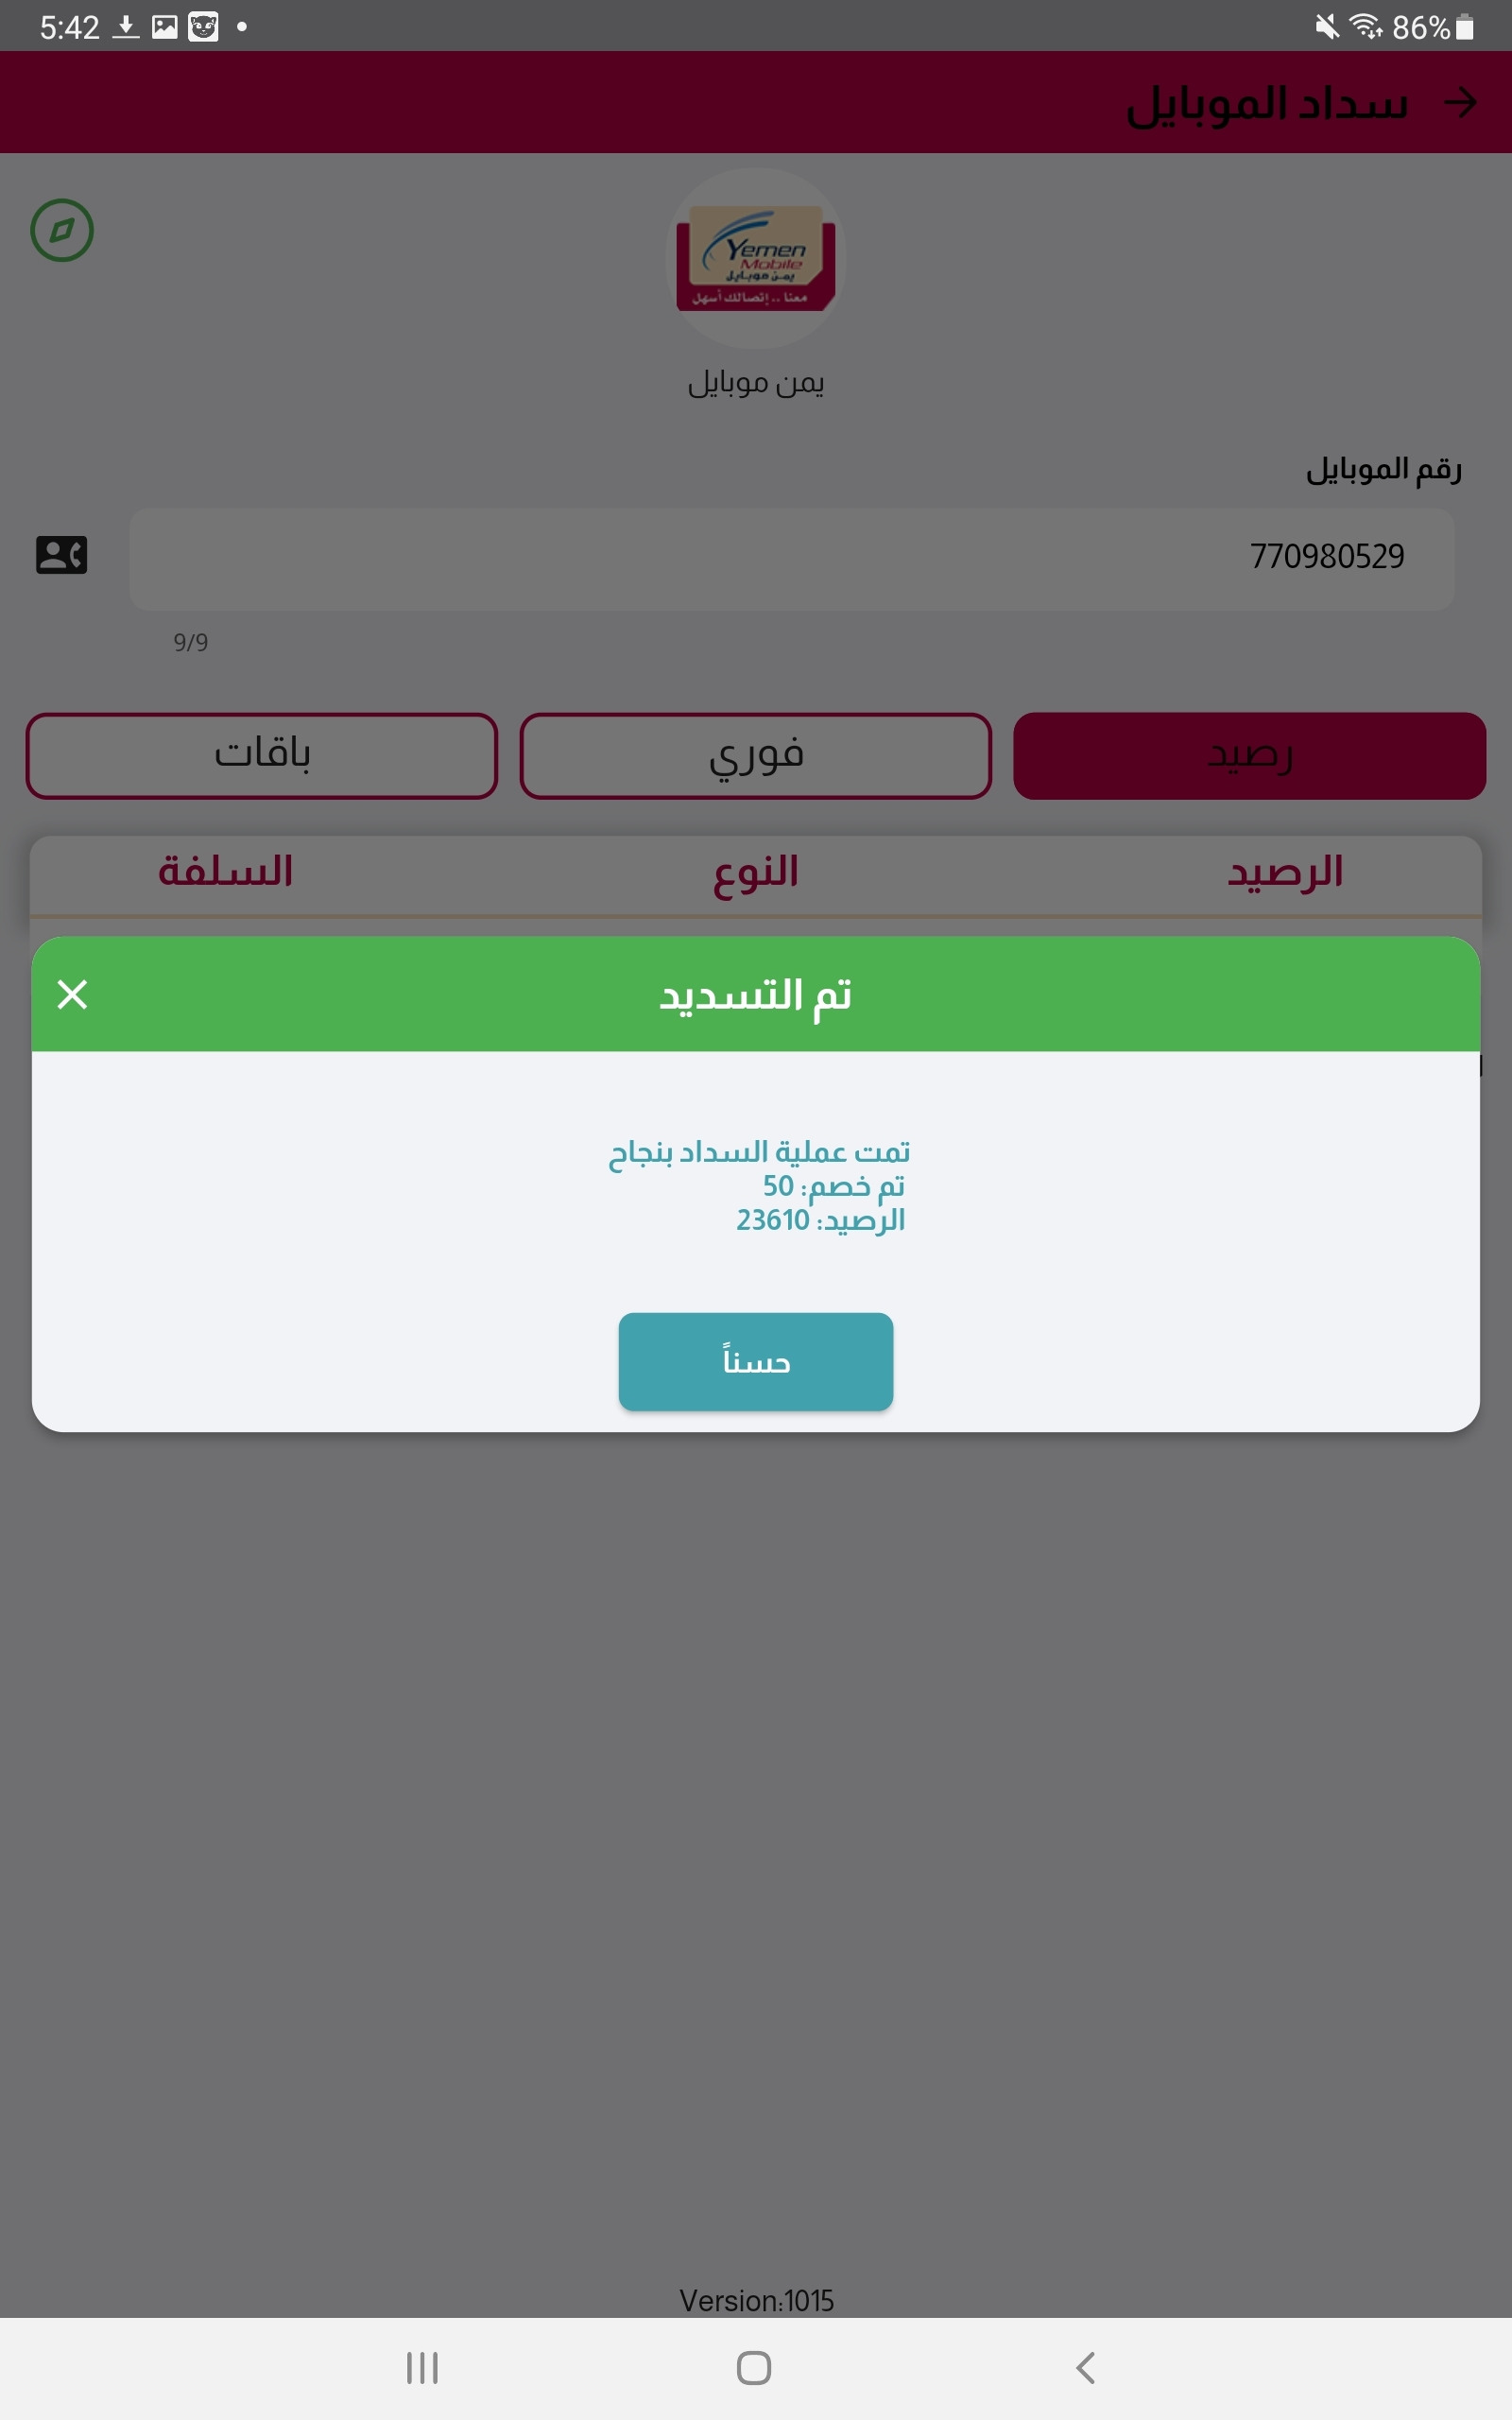 5:42
86%
سداد الموبايل
Yemen
Mobile
يمن موبايل
معنا .. إتصالك أسهل
يمن موبايل
رقم الموبايل
770980529
9/9
رصيد فوري باقات
الرصيد النوع السلفة
تم التسديد
تمت عملية السداد بنجاح
تم خصم: 50
الرصيد: 23610
حسناً
Version:1015